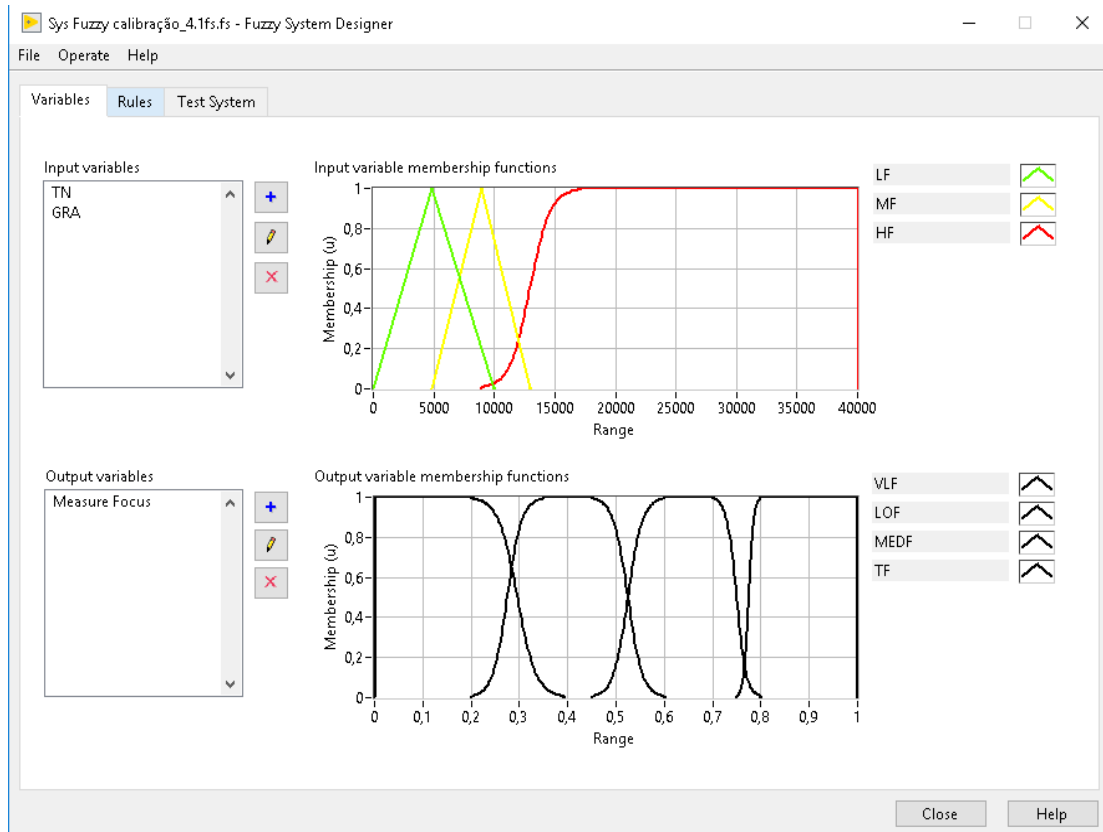 Sys Fuzzy calibração_4.1fs.fs - Fuzzy System Designer
File Operate Help
Variables Rules Test System
Input variables
TN
GRA
Input variable membership functions
Membership (u)
1
0,8
0,6
0,4
0,2
0
0 5000 10000 15000 20000 25000 30000 35000 40000
Range
LF
MF
HF
Output variables
Measure Focus
Output variable membership functions
Membership (u)
1
0,8
0,6
0,4
0,2
0
0 0,1 0,2 0,3 0,4 0,5 0,6 0,7 0,8 0,9 1
Range
VLF
LOF
MEDF
TF
Close Help